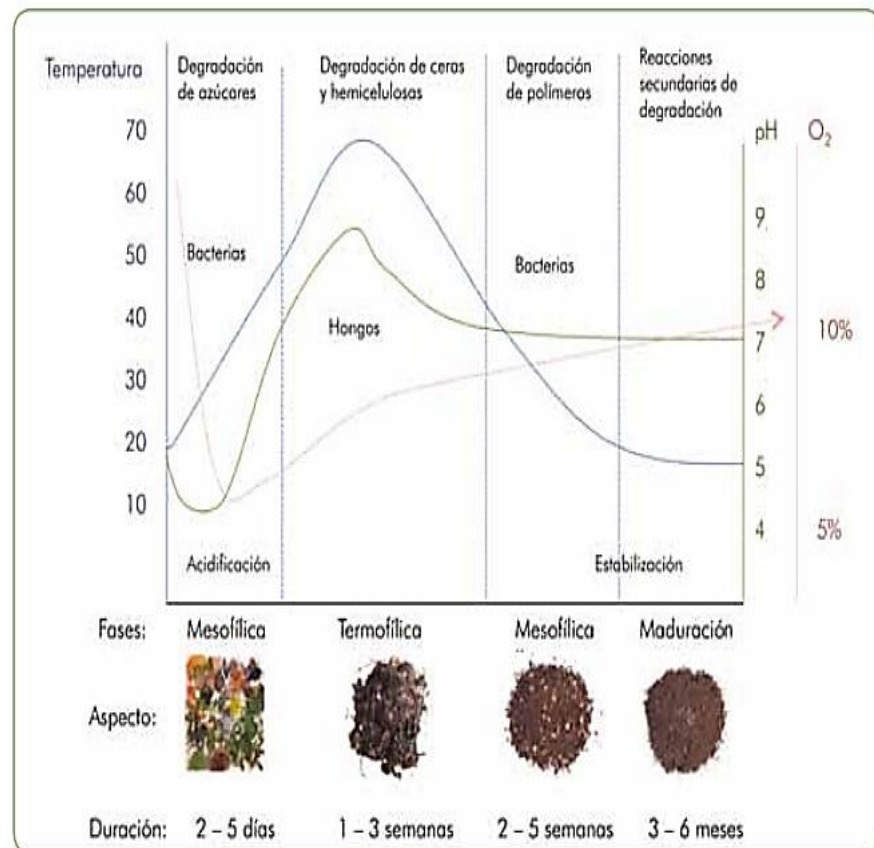 Temperatura
Degradación
de azúcares
Degradación de ceras
y hemicelulosas
Degradación
de polímeros
Reacciones
secundarias de
degradación
pH
O₂
70
60
50
40
30
20
10
9
8
7
6
5
4
10%
5%
Bacterias
Hongos
Bacterias
Acidificación
Estabilización
Fases:
Mesofílica
Termofílica
Mesofílica
Maduración
Aspecto:
Duración:
2 – 5 días
1 – 3 semanas
2 – 5 semanas
3 – 6 meses